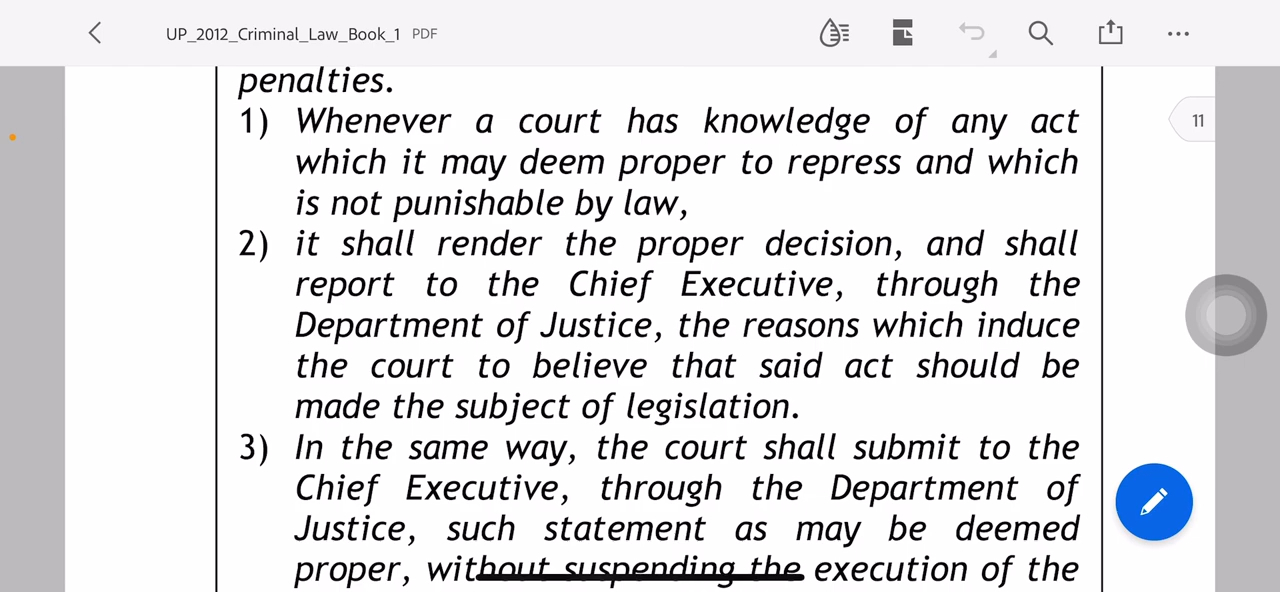 UP_2012_Criminal_Law_Book_1 PDF
penalties.
11
1) Whenever a court has knowledge of any act
which it may deem proper to repress and which
is not punishable by law,
2) it shall render the proper decision, and shall
report to the Chief Executive, through the
Department of Justice, the reasons which induce
the court to believe that said act should be
made the subject of legislation.
3) In the same way, the court shall submit to the
Chief Executive, through the Department of
Justice, such statement as may be deemed
proper, without suspending the execution of the